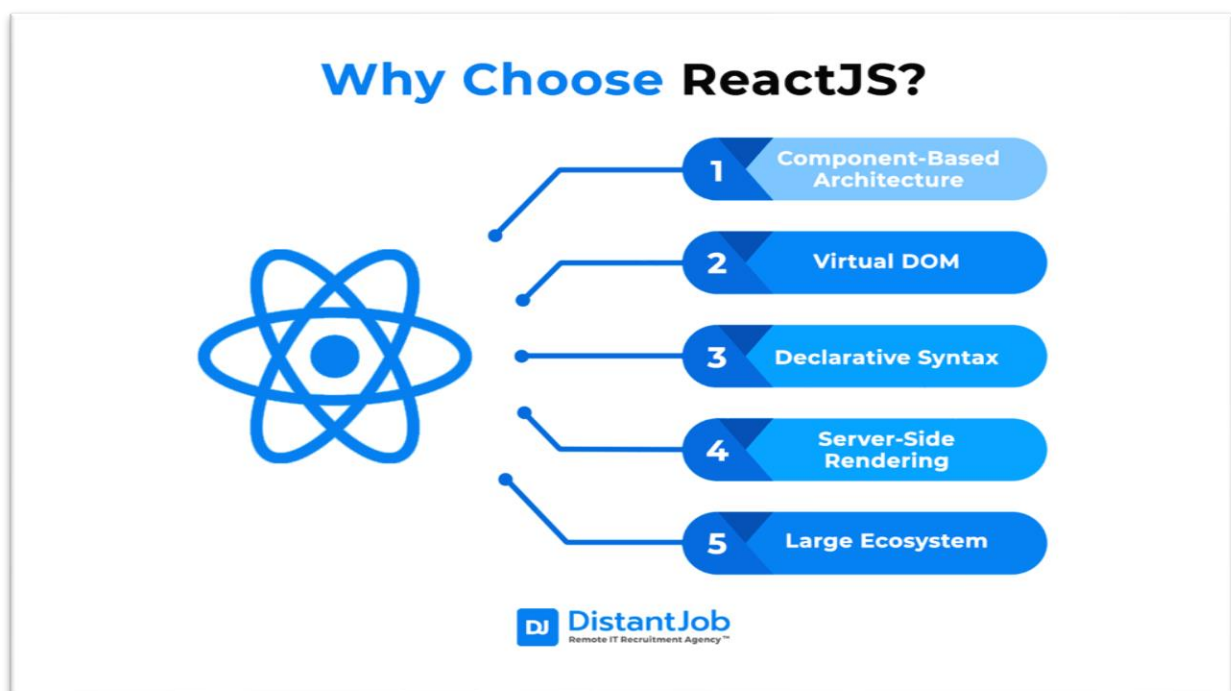 Why Choose ReactJS?
1
Component-Based
Architecture
2
Virtual DOM
3
Declarative Syntax
4
Server-Side
Rendering
5
Large Ecosystem
DJ
DistantJob
Remote IT Recruitment Agency™